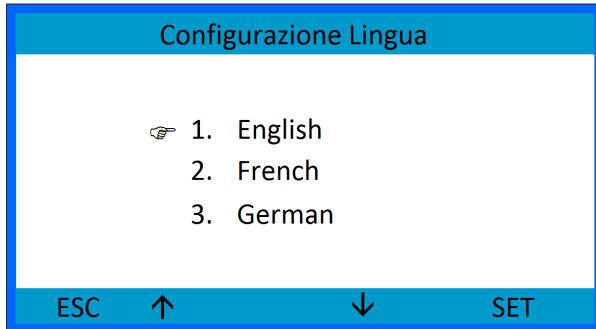 Configurazione Lingua
☞ 1. English
2. French
3. German
ESC ↑ ↓ SET